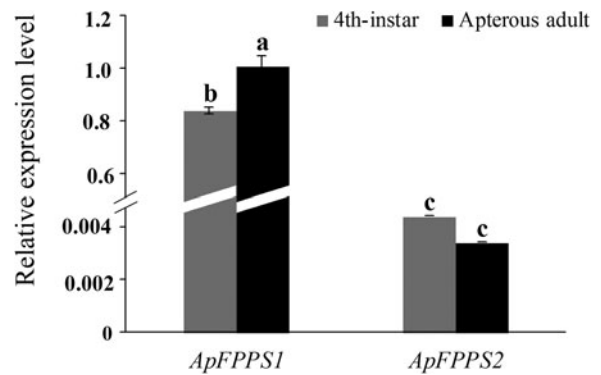 4th-instar Apterous adult
Relative expression level
1.2
1.0
0.8
0.6
0.004
0.002
0
b
a
c
c
ApFPPS1 ApFPPS2